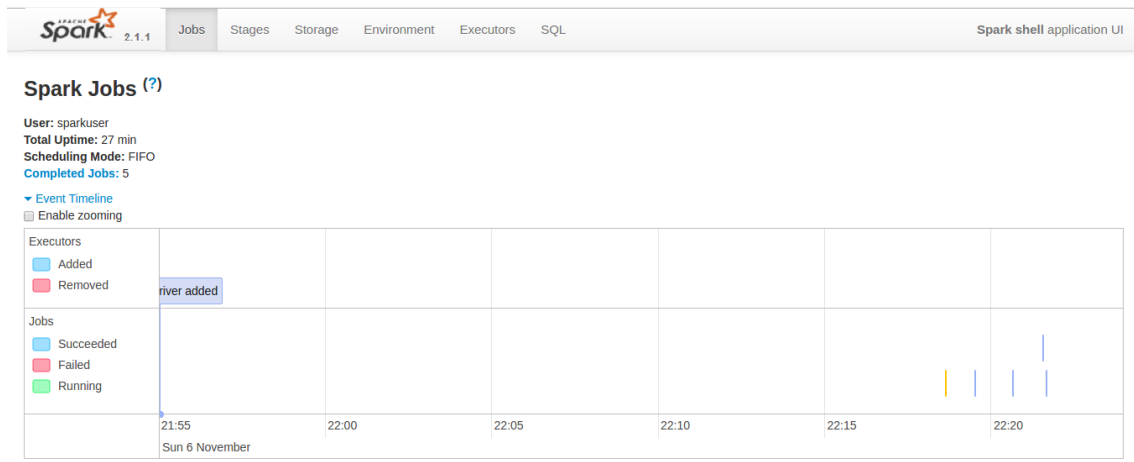 APACHE
Spark 2.1.1 Jobs Stages Storage Environment Executors SQL Spark shell application UI
Spark Jobs (?)
User: sparkuser
Total Uptime: 27 min
Scheduling Mode: FIFO
Completed Jobs: 5
Event Timeline
Enable zooming
Executors
Added
Removed
river added
Jobs
Succeeded
Failed
Running
21:55 22:00 22:05 22:10 22:15 22:20
Sun 6 November